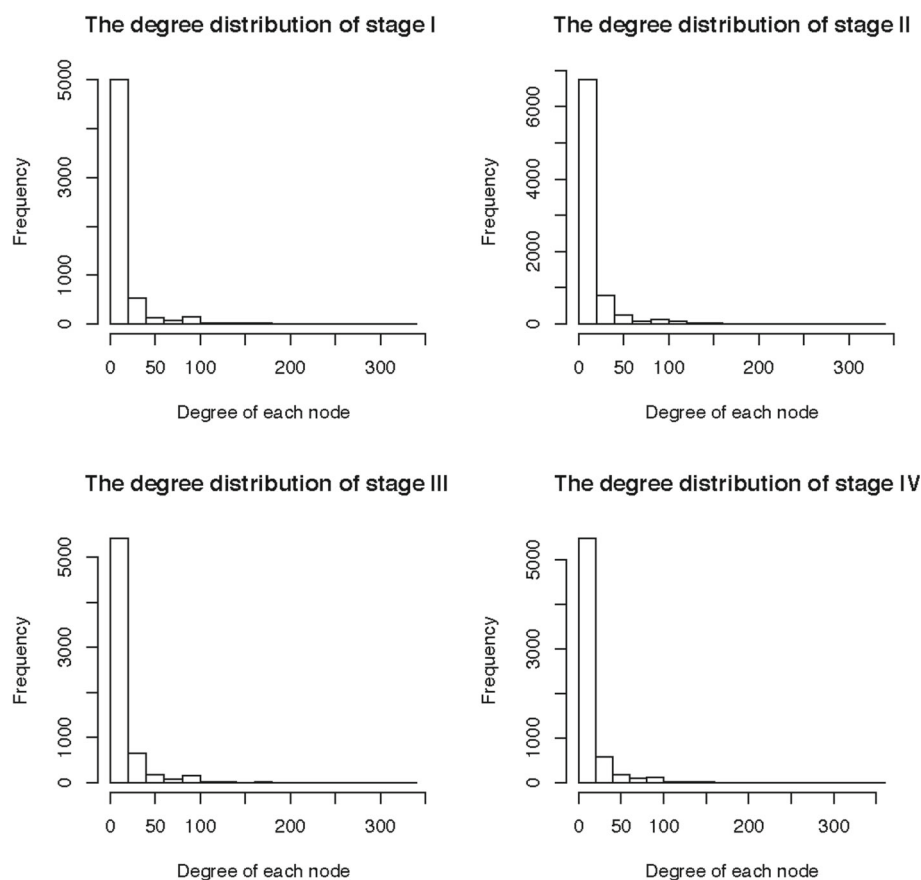 The degree distribution of stage I
Frequency
0
1000
3000
5000
0 50 100 200 300
Degree of each node
The degree distribution of stage II
Frequency
0
2000
4000
6000
0 50 100 200 300
Degree of each node
The degree distribution of stage III
Frequency
0
1000
3000
5000
0 50 100 200 300
Degree of each node
The degree distribution of stage IV
Frequency
0
1000
3000
5000
0 50 100 200 300
Degree of each node